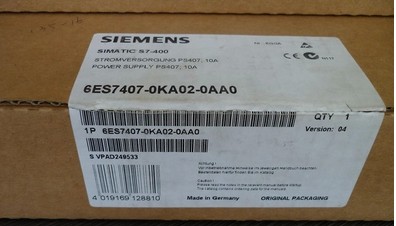 SIEMENS
SIMATIC S7-400
STROMVERSORGUNG PS407, 10A
POWER SUPPLY PS407, 10A
6ES7407-0KA02-0AA0
QTY 1
1P 6ES7407-0KA02-0AA0
Version: 04
S VPAD249533
4 019169 128810
Made in Germany
ORIGINAL PACKAGING